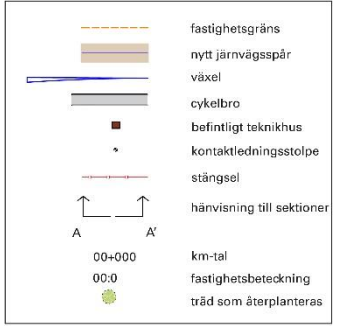 fastighetsgräns
nytt järnvägsspår
växel
cykelbro
befintligt teknikhus
kontaktledningsstolpe
stängsel
hänvisning till sektioner
A A'
00+000 km-tal
00:0 fastighetsbeteckning
träd som återplanteras